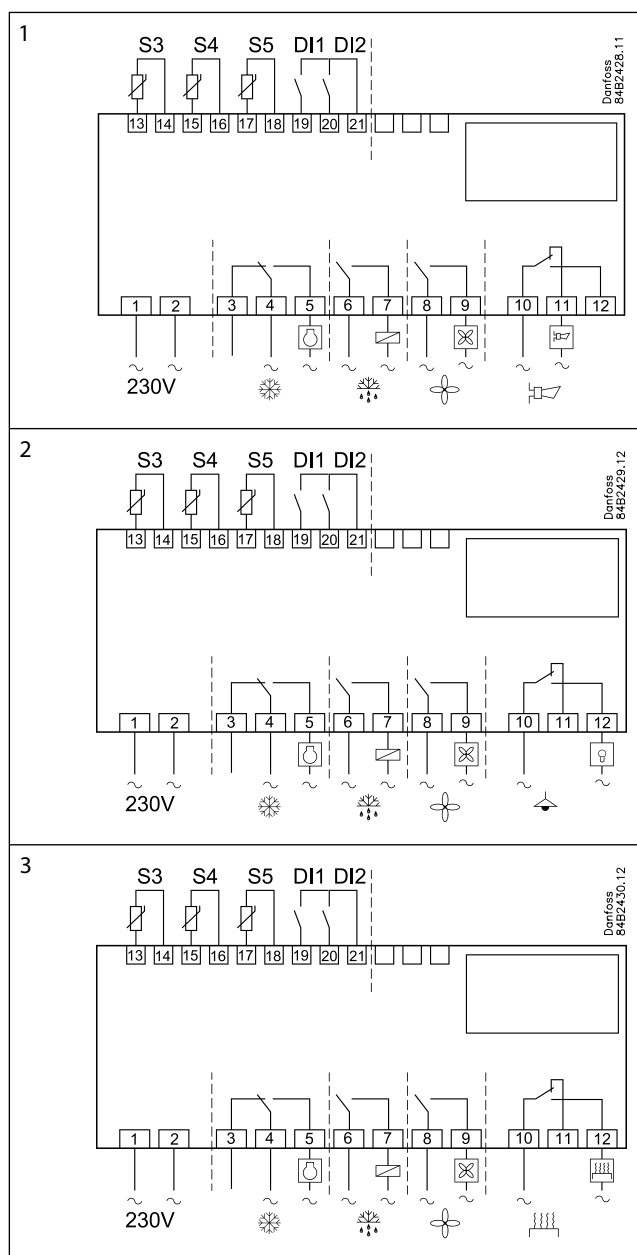 1
S3 S4 S5 DI1 DI2
Danfoss
84B2428.11
13 14 15 16 17 18 19 20 21
1 2 3 4 5 6 7 8 9 10 11 12
230V
2
S3 S4 S5 DI1 DI2
Danfoss
84B2429.12
13 14 15 16 17 18 19 20 21
1 2 3 4 5 6 7 8 9 10 11 12
230V
3
S3 S4 S5 DI1 DI2
Danfoss
84B2430.12
13 14 15 16 17 18 19 20 21
1 2 3 4 5 6 7 8 9 10 11 12
230V